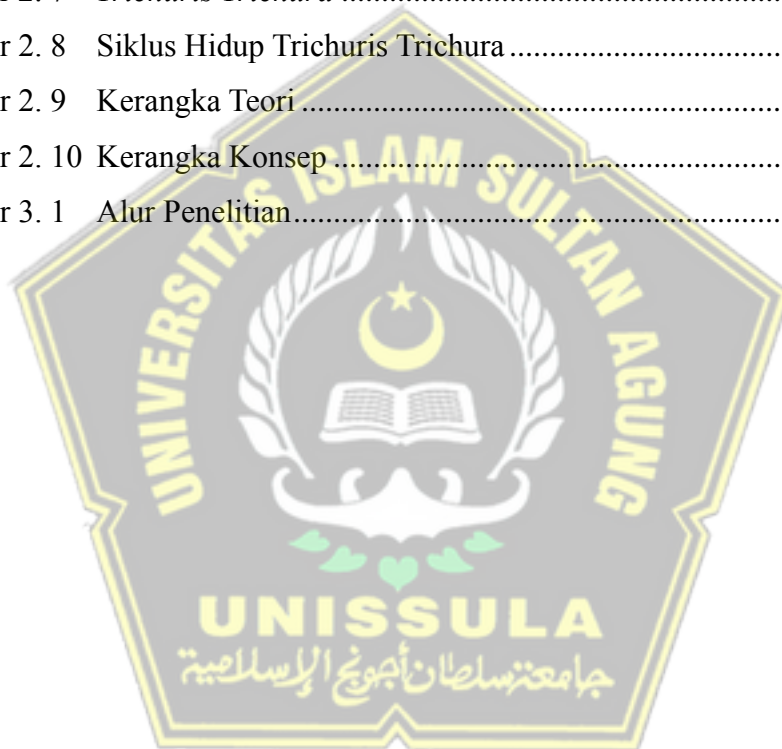 r 2. 8 Siklus Hidup Trichuris Trichura
r 2. 9 Kerangka Teori
r 2. 10 Kerangka Konsep
r 3. 1 Alur Penelitian
UNIVERSITAS ISLAM SULTAN AGUNG
UNISSULA
جامعة سلطان أجونج الإسلامية